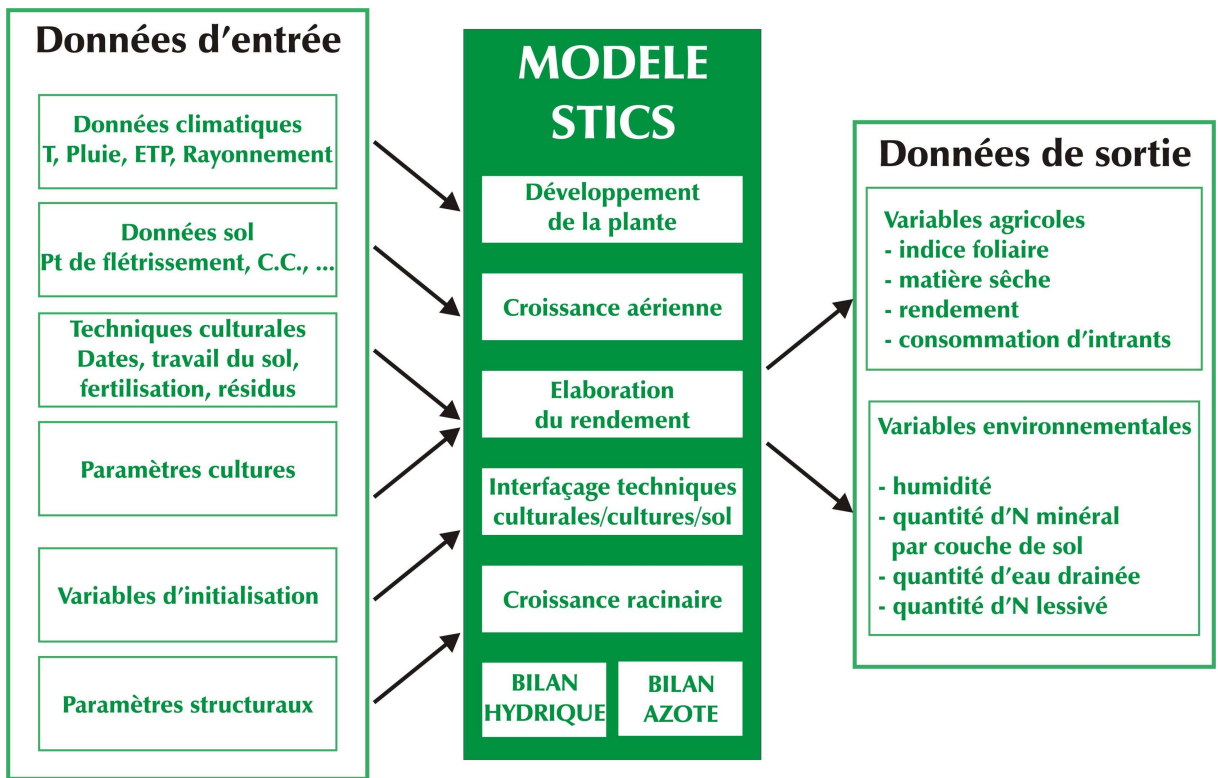 Données d'entrée
Données climatiques
T, Pluie, ETP, Rayonnement
Données sol
Pt de flétrissement, C.C., ...
Techniques culturales
Dates, travail du sol,
fertilisation, résidus
Paramètres cultures
Variables d'initialisation
Paramètres structuraux
MODELE
STICS
Développement
de la plante
Croissance aérienne
Elaboration
du rendement
Interfaçage techniques
culturales/cultures/sol
Croissance racinaire
BILAN
HYDRIQUE
BILAN
AZOTE
Données de sortie
Variables agricoles
- indice foliaire
- matière sêche
- rendement
- consommation d'intrants
Variables environnementales
- humidité
- quantité d'N minéral
par couche de sol
- quantité d'eau drainée
- quantité d'N lessivé